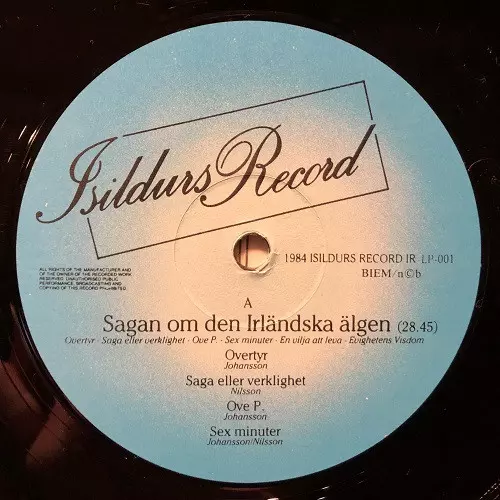 Isildurs Record
1984 ISILDURS RECORD IR LP-001
BIEM/n©b
ALL RIGHTS OF THE MANUFACTURER AND
OF THE OWNER OF THE RECORDED WORK
RESERVED. UNAUTHORISED PUBLIC
PERFORMANCE, BROADCASTING AND
COPYING OF THIS RECORD PROHIBITED.
A
Sagan om den Irländska älgen (28.45)
Overtyr - Saga eller verklighet - Ove P. - Sex minuter - En vilja att leva - Evighetens Visdom
Overtyr
Johansson
Saga eller verklighet
Nilsson
Ove P.
Johansson
Sex minuter
Johansson/Nilsson